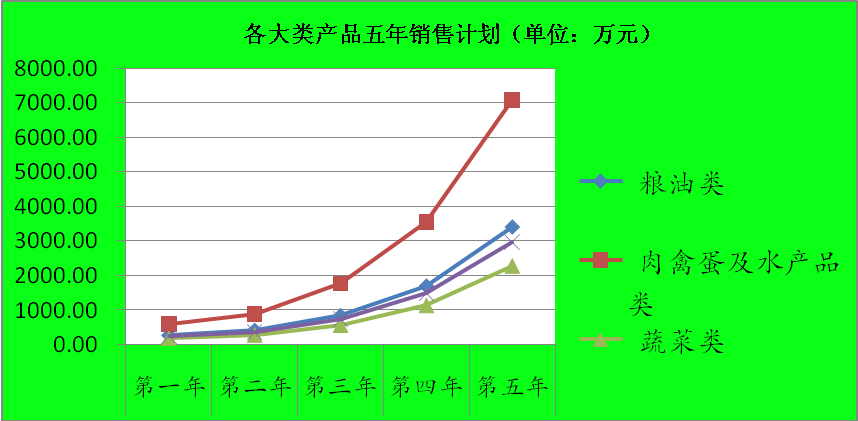 各大类产品五年销售计划（单位：万元）
8000.00
7000.00
6000.00
5000.00
4000.00
3000.00
2000.00
1000.00
0.00
第一年 第二年 第三年 第四年 第五年
粮油类
肉禽蛋及水产品
类
蔬菜类